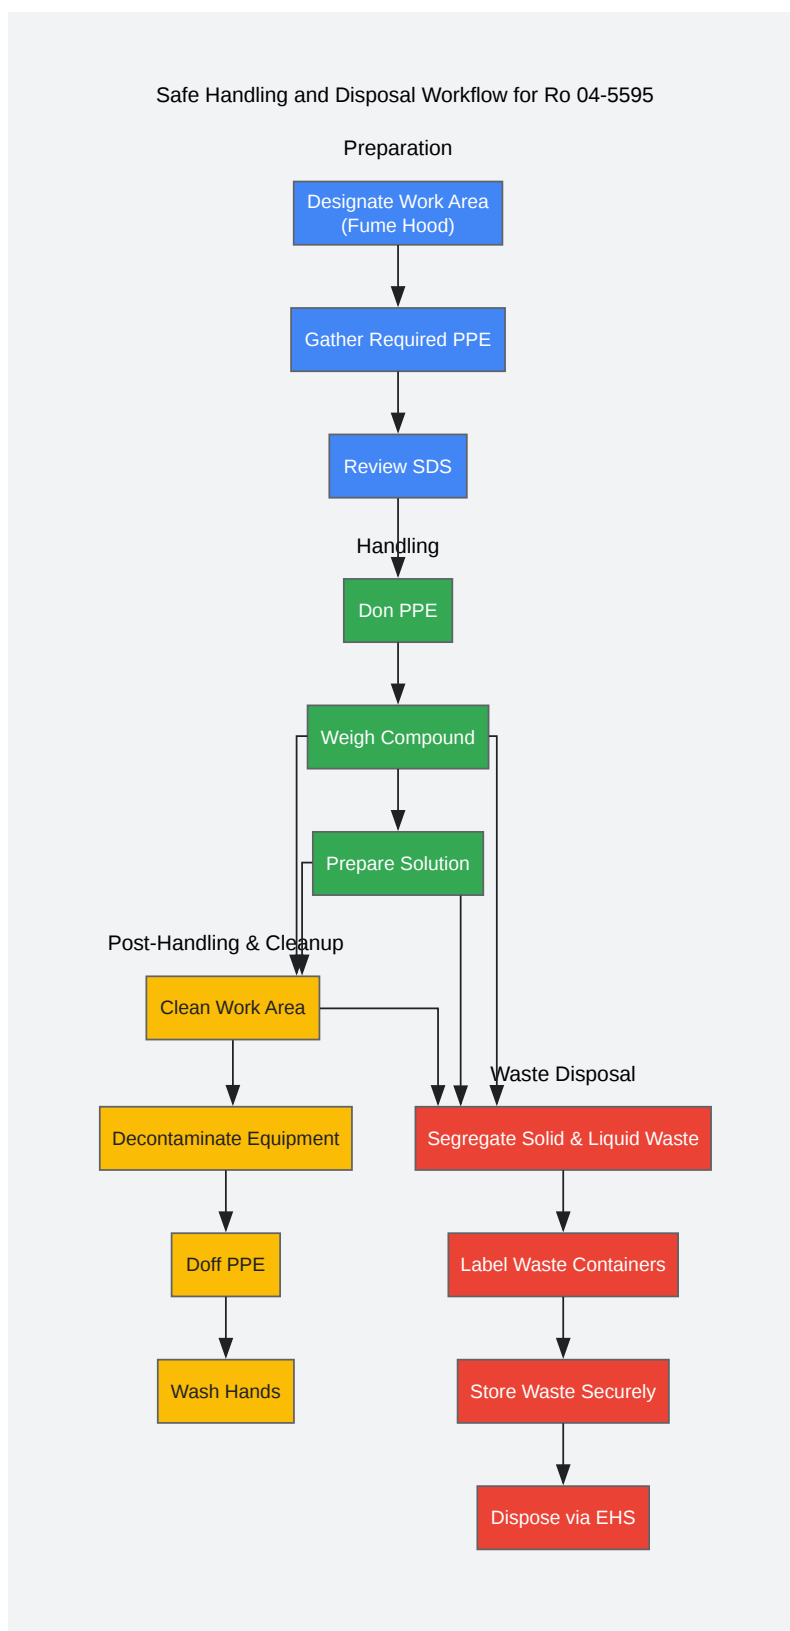 Safe Handling and Disposal Workflow for Ro 04-5595
Preparation
Designate Work Area
(Fume Hood)
Gather Required PPE
Review SDS
Handling
Don PPE
Weigh Compound
Prepare Solution
Post-Handling & Cleanup
Clean Work Area
Waste Disposal
Decontaminate Equipment
Segregate Solid & Liquid Waste
Doff PPE
Label Waste Containers
Wash Hands
Store Waste Securely
Dispose via EHS